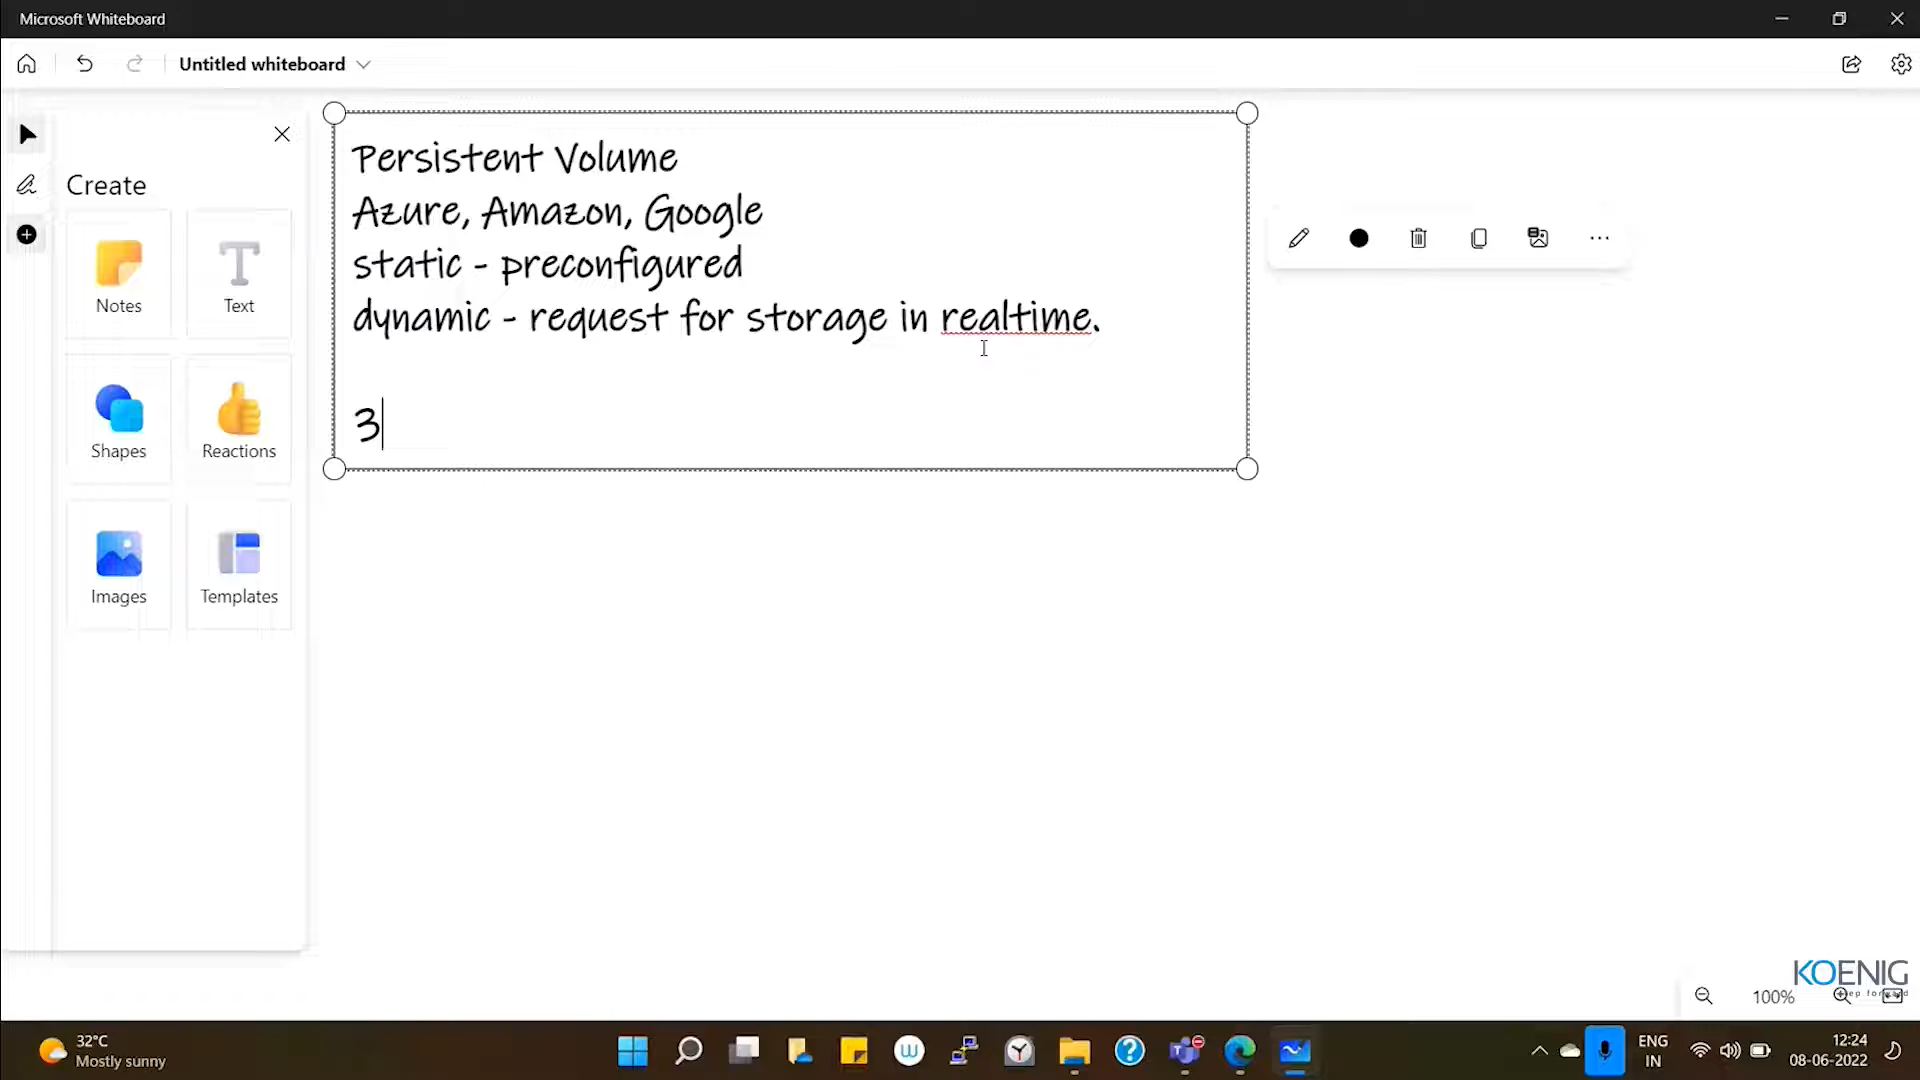 Microsoft Whiteboard
Untitled whiteboard
Create
Notes
Text
Shapes
Reactions
Images
Templates
Persistent Volume
Azure, Amazon, Google
static - preconfigured
dynamic - request for storage in realtime.
3
KOENIG
100%
32°C
Mostly sunny
ENG
IN
12:24
08-06-2022